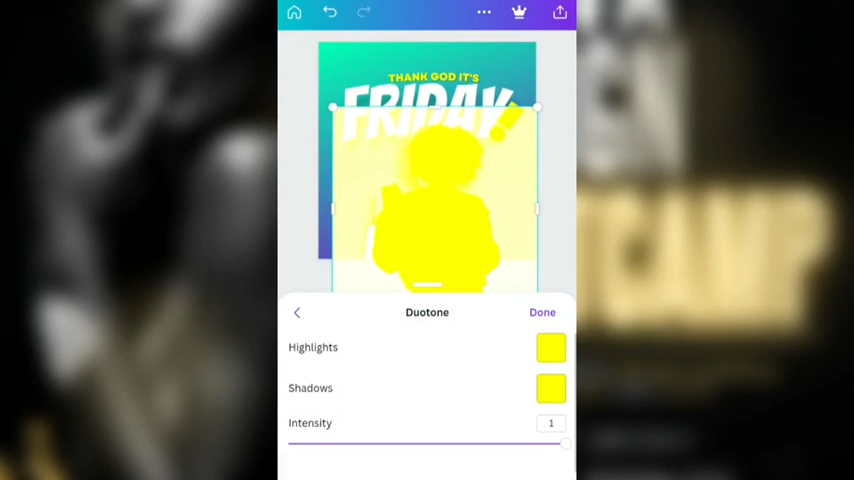 THANK GOD IT'S
FRIDAY
Duotone
Done
Highlights
Shadows
Intensity
1